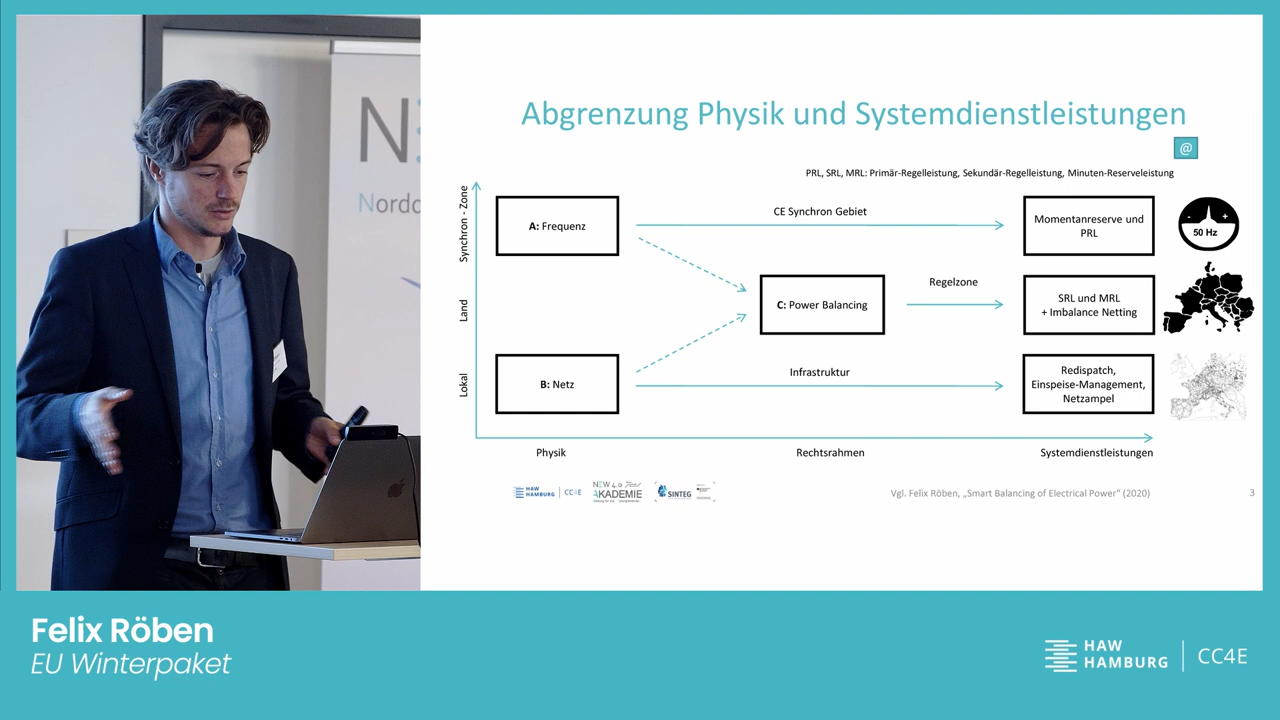 N
Nordd
Abgrenzung Physik und Systemdienstleistungen
@
PRL, SRL, MRL: Primär-Regelleistung, Sekundär-Regelleistung, Minuten-Reserveleistung
Synchron - Zone
A: Frequenz
CE Synchron Gebiet
Momentanreserve und
PRL
- +
50 Hz
Land
C: Power Balancing
Regelzone
SRL und MRL
+ Imbalance Netting
Lokal
B: Netz
Infrastruktur
Redispatch,
Einspeise-Management,
Netzampel
Physik
Rechtsrahmen
Systemdienstleistungen
HAW
HAMBURG
CC4E
NEW 4.0
AKADEMIE
SINTEG
Vgl. Felix Röben, „Smart Balancing of Electrical Power“ (2020)
3
Felix Röben
EU Winterpaket
HAW
HAMBURG
CC4E